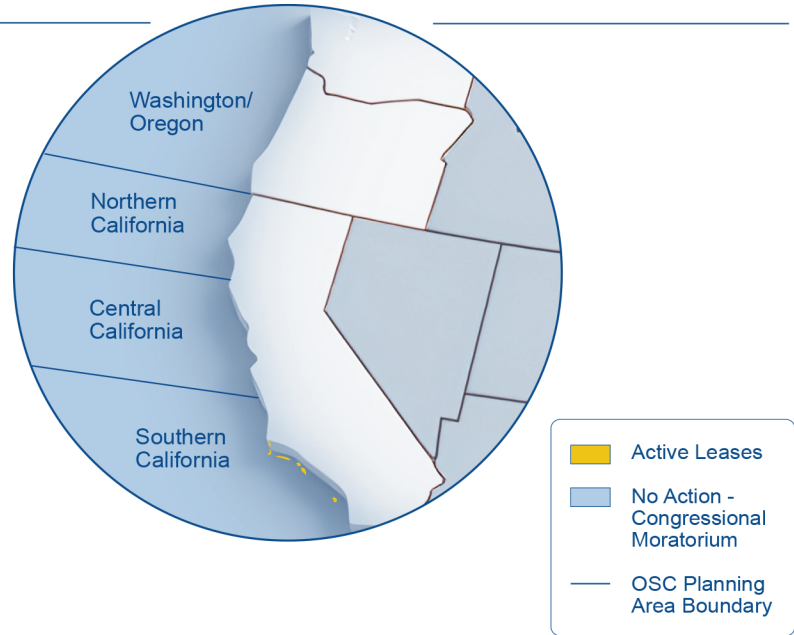 Washington/
Oregon
Northern
California
Central
California
Southern
California
Active Leases
No Action -
Congressional
Moratorium
OSC Planning
Area Boundary